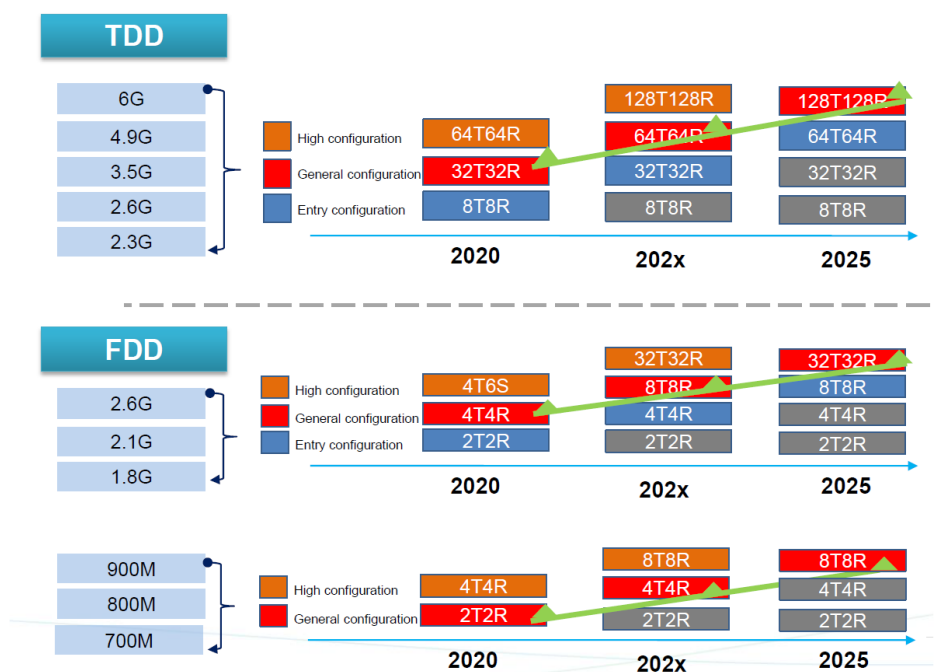 TDD
6G
4.9G
3.5G
2.6G
2.3G
High configuration
General configuration
Entry configuration
64T64R
32T32R
8T8R
128T128R
64T64R
32T32R
8T8R
128T128R
64T64R
32T32R
8T8R
2020
202x
2025
FDD
2.6G
2.1G
1.8G
High configuration
General configuration
Entry configuration
4T6S
4T4R
2T2R
32T32R
8T8R
4T4R
2T2R
32T32R
8T8R
4T4R
2T2R
2020
202x
2025
900M
800M
700M
High configuration
General configuration
4T4R
2T2R
8T8R
4T4R
2T2R
8T8R
4T4R
2T2R
2020
202x
2025